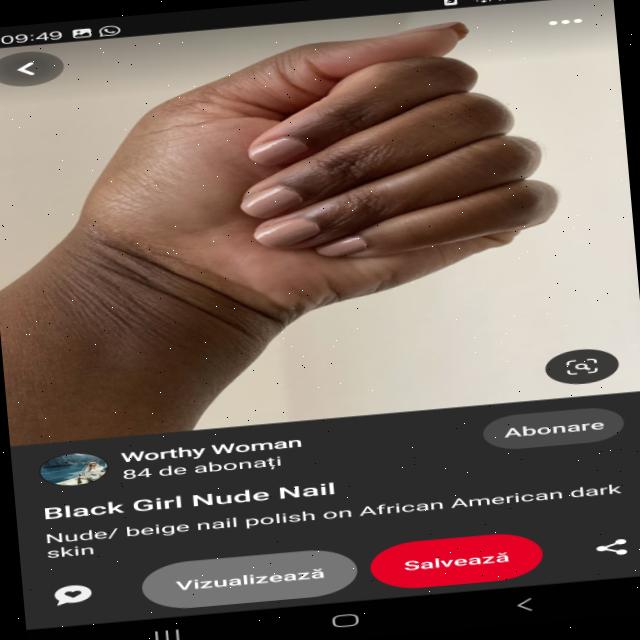 09:49
Worthy Woman
84 de abonați
Abonare
Black Girl Nude Nail
Nude/ beige nail polish on African American dark
skin
Vizualizează
Salvează